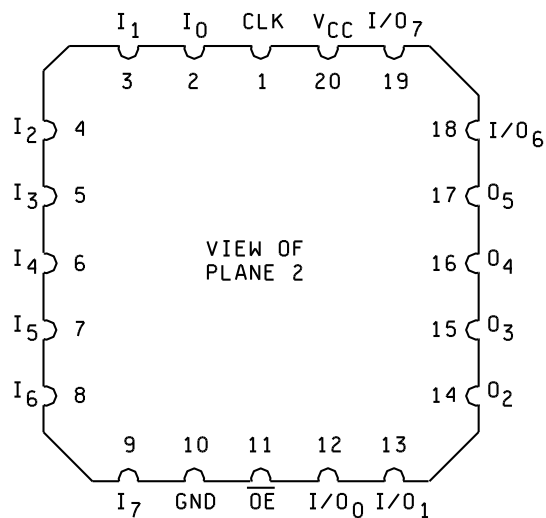 I1 I0 CLK VCC I/O7
3 2 1 20 19
I2 4 18 I/O6
I3 5 17 O5
VIEW OF
PLANE 2
I4 6 16 O4
I5 7 15 O3
I6 8 14 O2
9 10 11 12 13
I7 GND O̅E̅ I/O0 I/O1